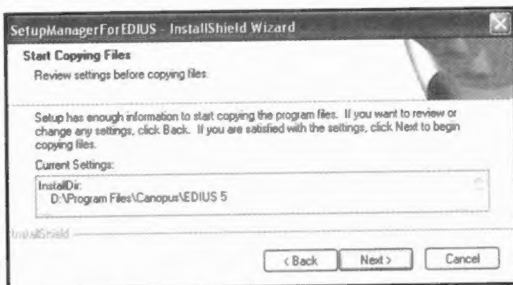 SetupManagerForEDIUS - InstallShield Wizard
Start Copying Files
Review settings before copying files.
Setup has enough information to start copying the program files. If you want to review or
change any settings, click Back. If you are satisfied with the settings, click Next to begin
copying files.
Current Settings:
InstallDir:
D:\Program Files\Canopus\EDIUS 5
InstallShield
< Back
Next >
Cancel